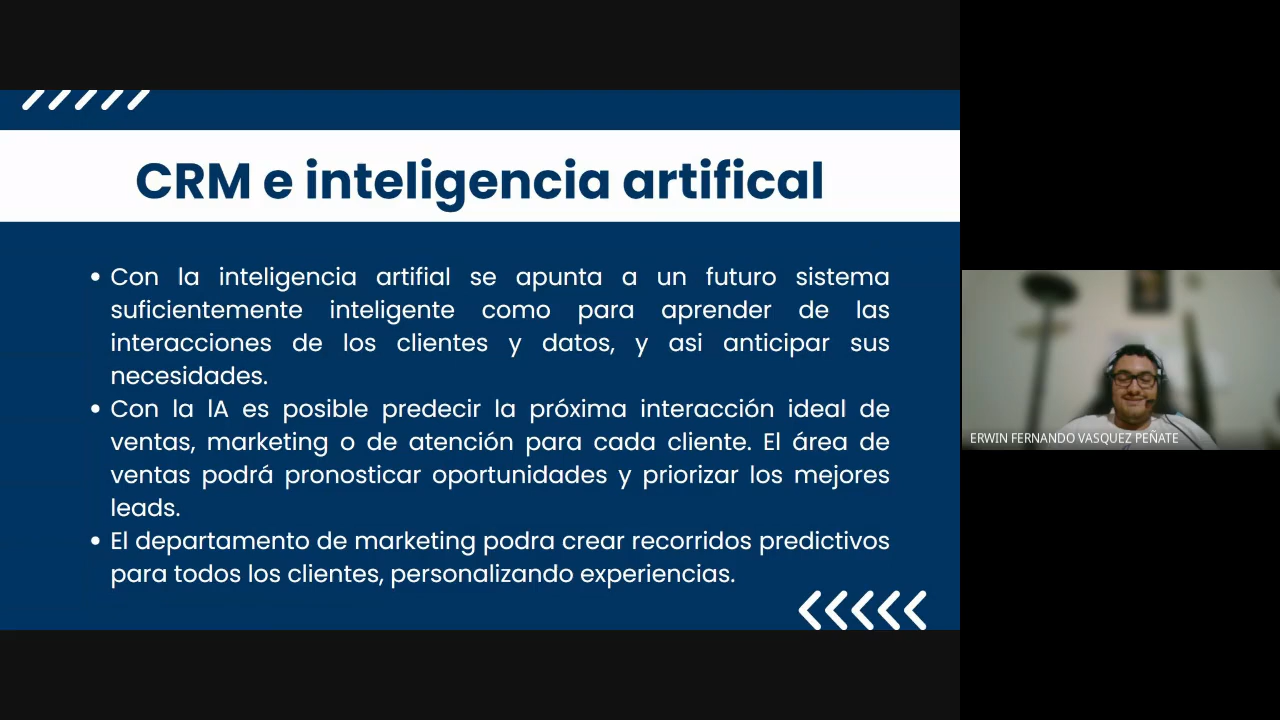 CRM e inteligencia artifical
• Con la inteligencia artifial se apunta a un futuro sistema
suficientemente inteligente como para aprender de las
interacciones de los clientes y datos, y asi anticipar sus
necesidades.
• Con la lA es posible predecir la próxima interacción ideal de
ventas, marketing o de atención para cada cliente. El área de
ventas podrá pronosticar oportunidades y priorizar los mejores
leads.
• El departamento de marketing podra crear recorridos predictivos
para todos los clientes, personalizando experiencias.
ERWIN FERNANDO VASQUEZ PEÑATE